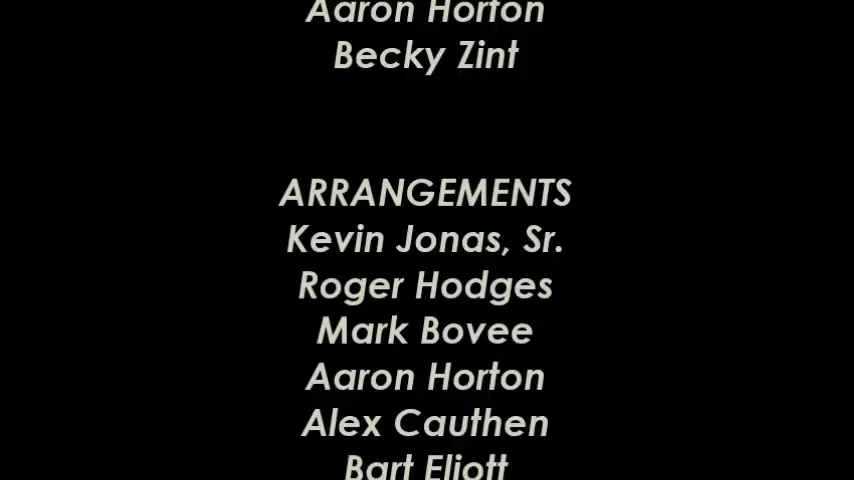 Aaron Horton
Becky Zint
ARRANGEMENTS
Kevin Jonas, Sr.
Roger Hodges
Mark Bovee
Aaron Horton
Alex Cauthen
Bart Eliott